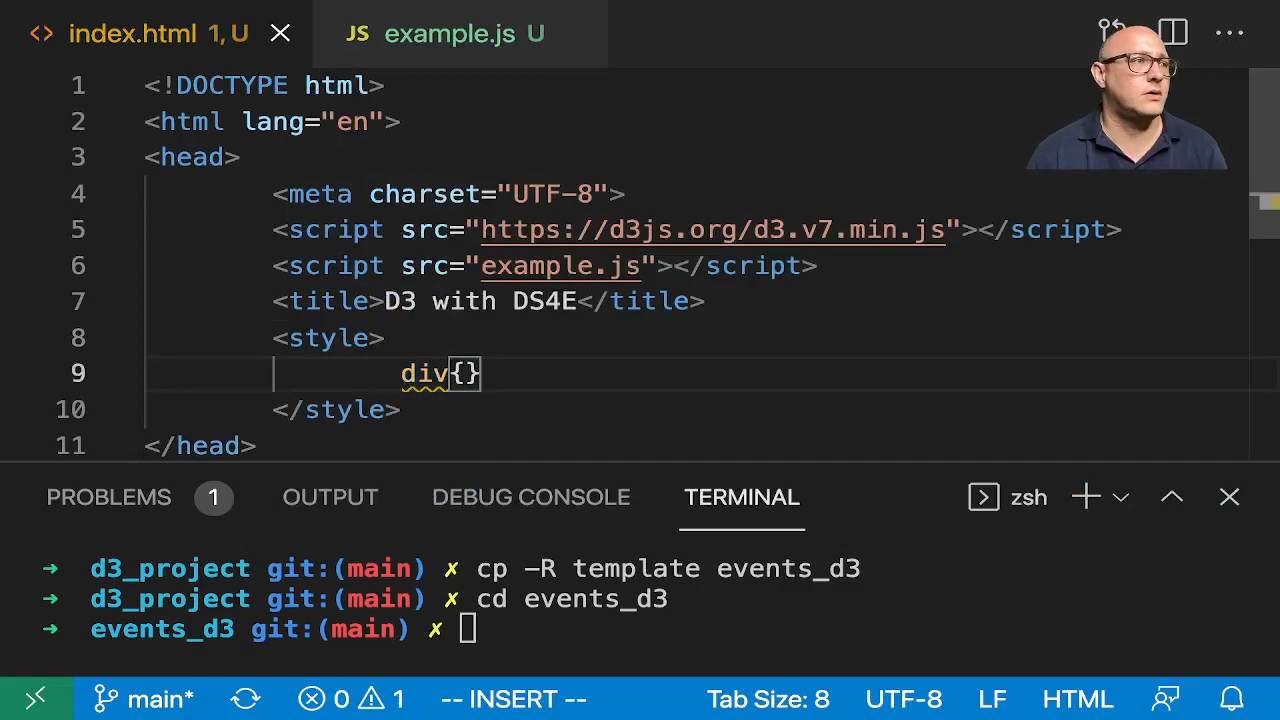 <> index.html 1, U × JS example.js U
1 <!DOCTYPE html>
2 <html lang="en">
3 <head>
4 <meta charset="UTF-8">
5 <script src="https://d3js.org/d3.v7.min.js"></script>
6 <script src="example.js"></script>
7 <title>D3 with DS4E</title>
8 <style>
9 div{}
10 </style>
11 </head>
PROBLEMS 1 OUTPUT DEBUG CONSOLE TERMINAL zsh
→ d3_project git:(main) ✗ cp -R template events_d3
→ d3_project git:(main) ✗ cd events_d3
→ events_d3 git:(main) ✗
main* 0 1 -- INSERT -- Tab Size: 8 UTF-8 LF HTML